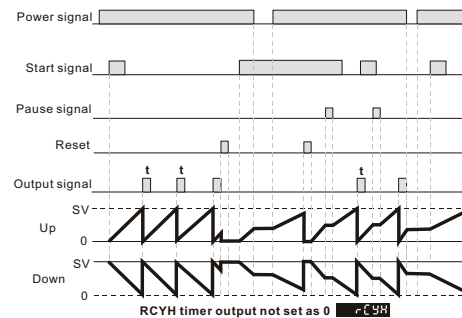 Power signal
Start signal
Pause signal
Reset
t
t
t
Output signal
SV
Up
0
SV
Down
0
RCYH timer output not set as 0 rCYH